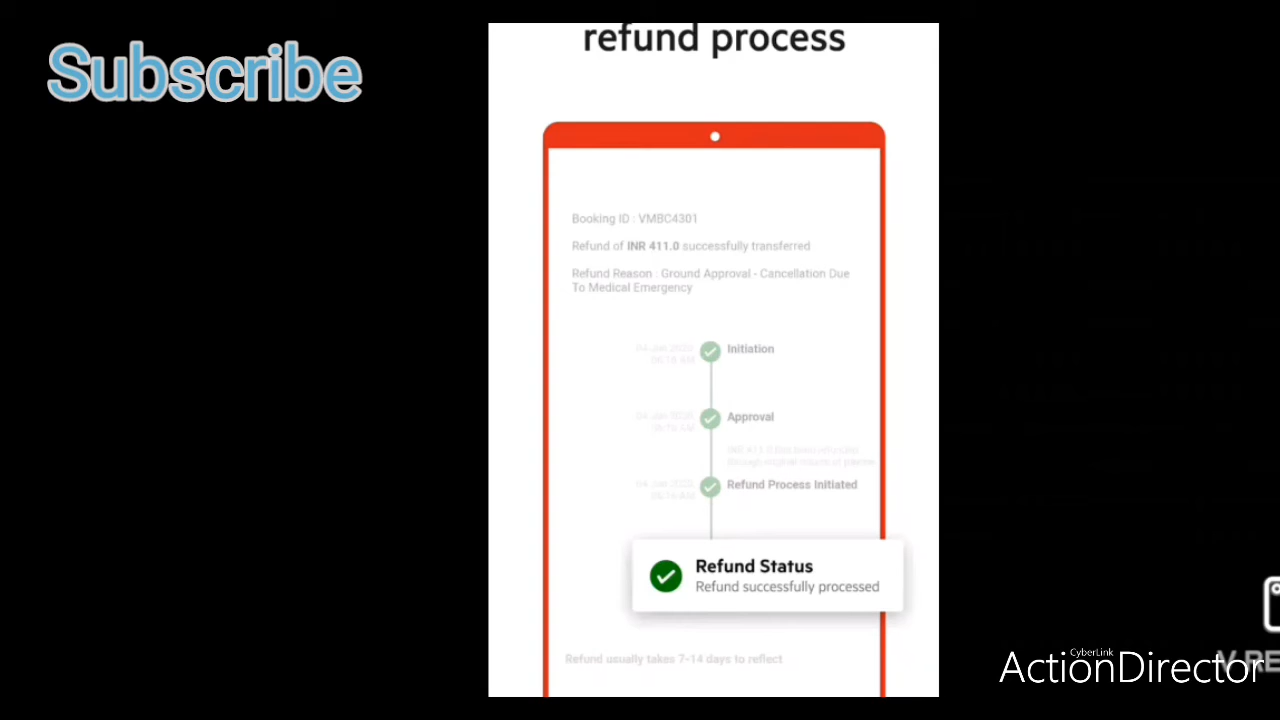 Subscribe
refund process
Booking ID : VMBC4301
Refund of INR 411.0 successfully transferred
Refund Reason : Ground Approval - Cancellation Due
To Medical Emergency
Initiation
Approval
Refund Process Initiated
Refund Status
Refund successfully processed
Refund usually takes 7-14 days to reflect
CyberLink
ActionDirector
V RE